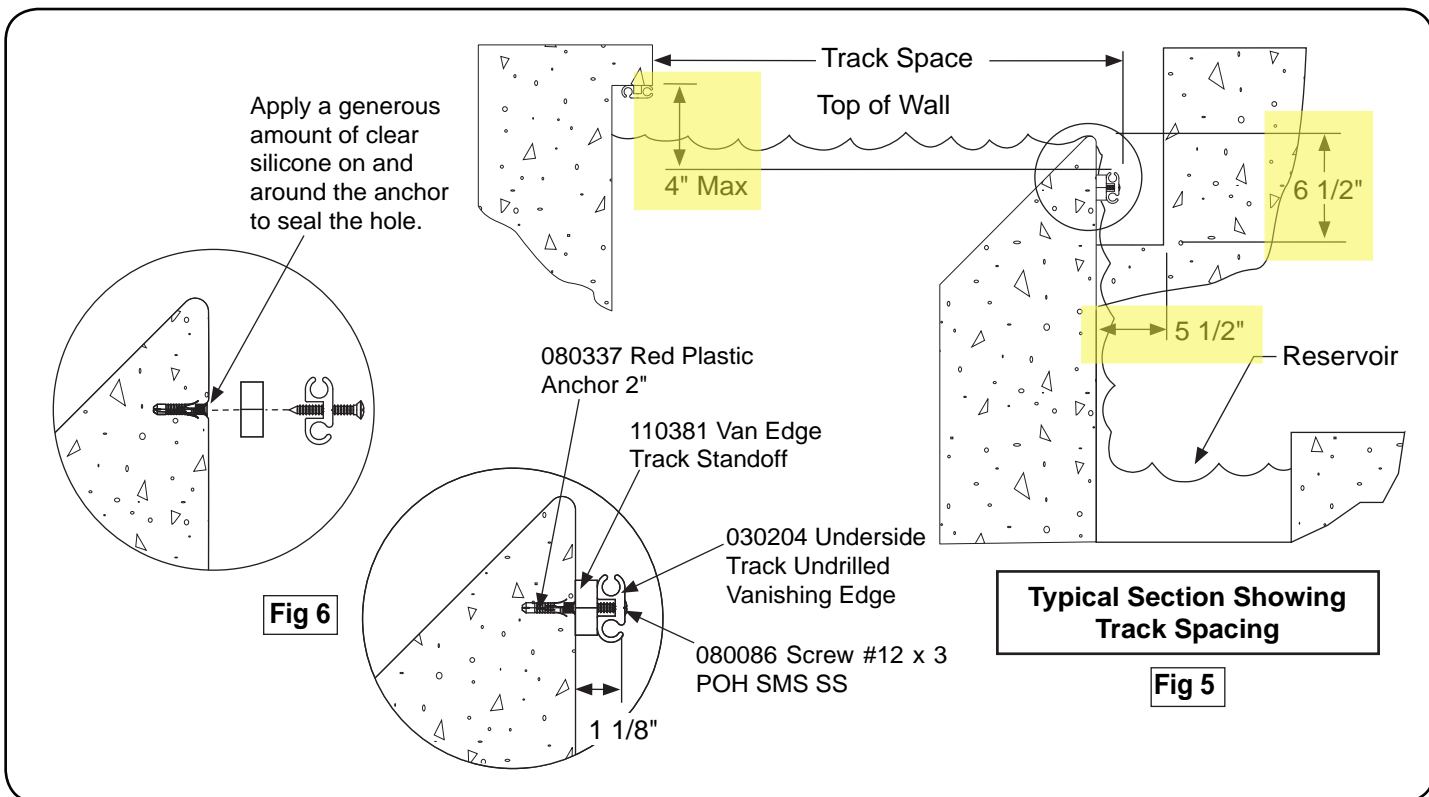 Track Space
Top of Wall
4" Max
6 1/2"
5 1/2"
Reservoir
Apply a generous
amount of clear
silicone on and
around the anchor
to seal the hole.
080337 Red Plastic
Anchor 2"
110381 Van Edge
Track Standoff
030204 Underside
Track Undrilled
Vanishing Edge
080086 Screw #12 x 3
POH SMS SS
1 1/8"
Fig 6
Typical Section Showing
Track Spacing
Fig 5